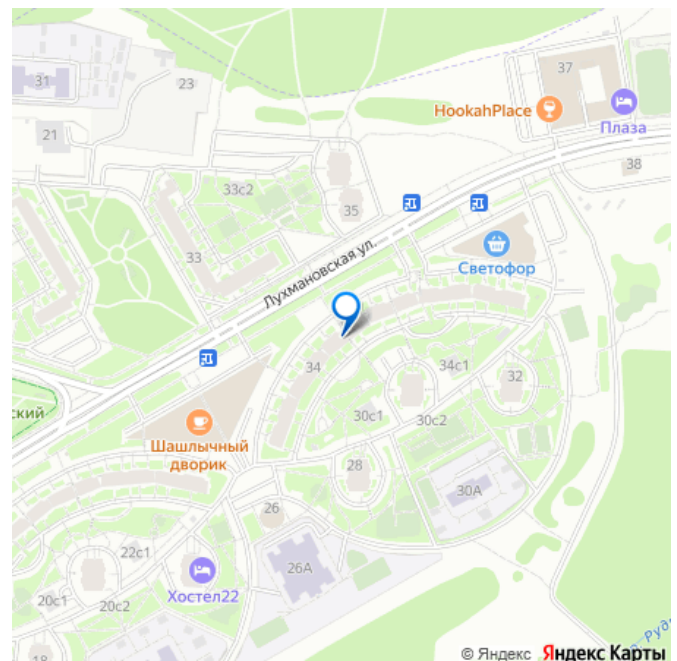 31
23
37
HookahPlace
Плаза
21
38
33с2
35
33
Лухмановская ул.
Светофор
34
34с1
32
ский
30с1
30с2
Шашлычный
дворик
28
30А
26
22с1
26А
Хостел22
20с1
20с2
18
р. Руд
© Яндекс Яндекс Карты